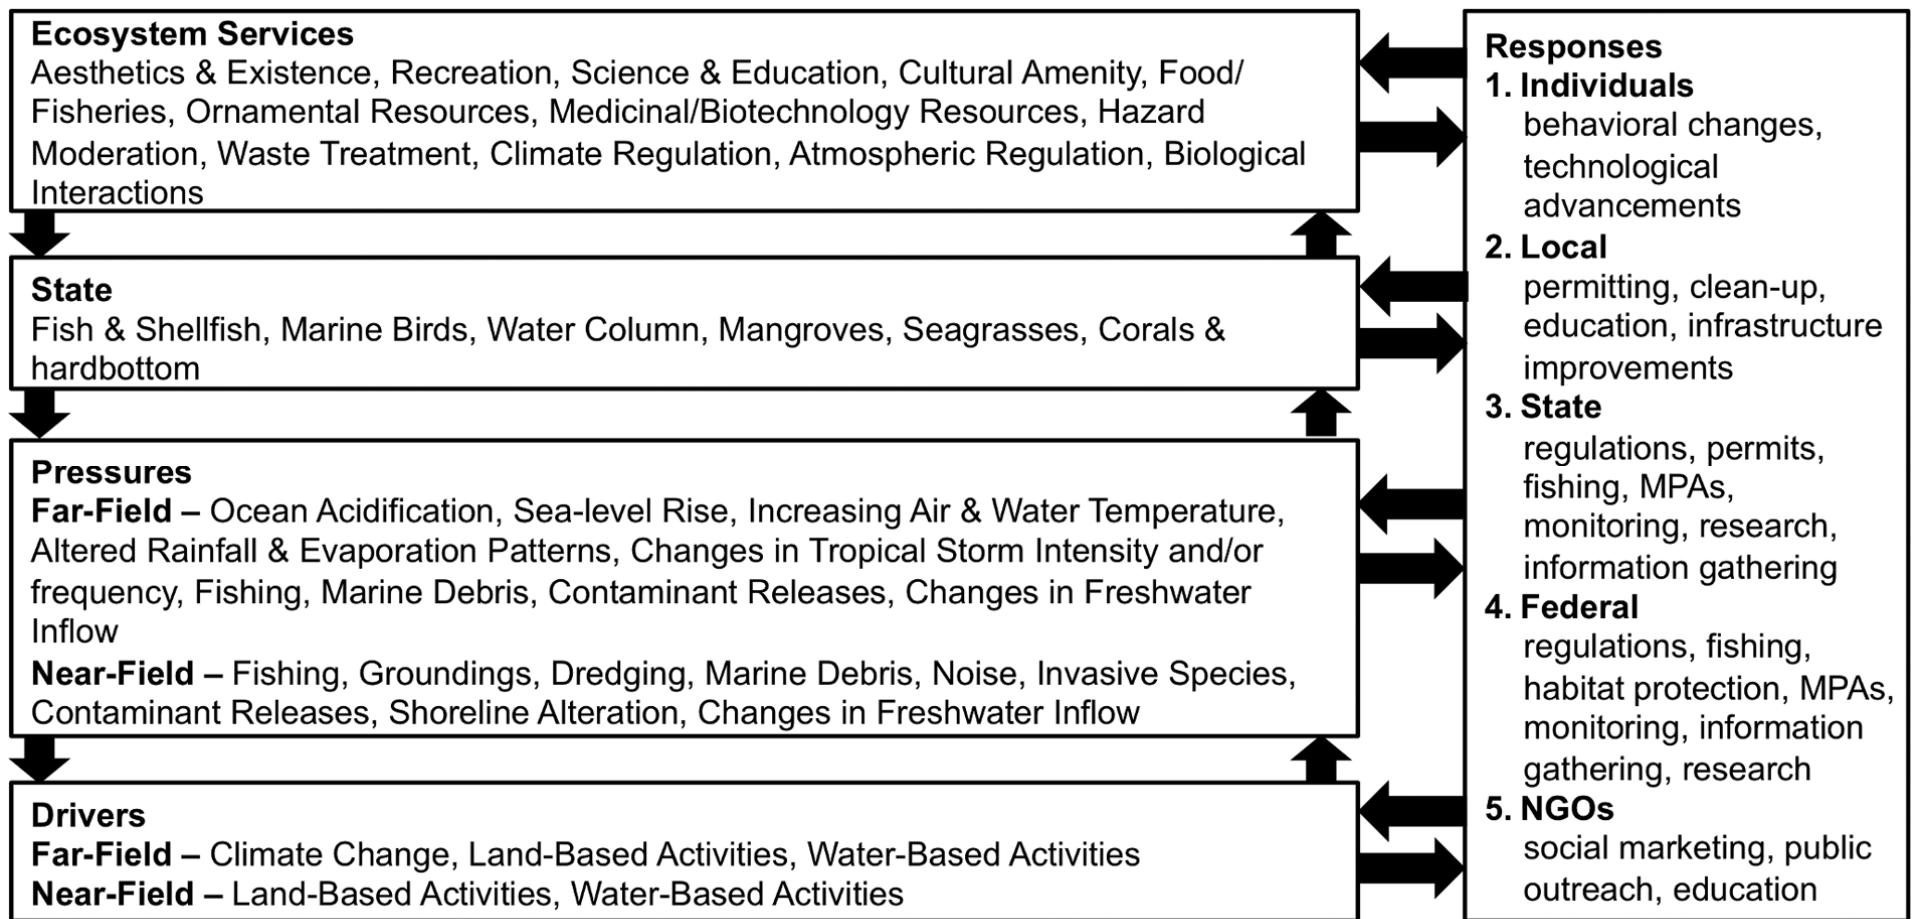 Ecosystem Services
Aesthetics & Existence, Recreation, Science & Education, Cultural Amenity, Food/
Fisheries, Ornamental Resources, Medicinal/Biotechnology Resources, Hazard
Moderation, Waste Treatment, Climate Regulation, Atmospheric Regulation, Biological
Interactions
State
Fish & Shellfish, Marine Birds, Water Column, Mangroves, Seagrasses, Corals &
hardbottom
Pressures
Far-Field – Ocean Acidification, Sea-level Rise, Increasing Air & Water Temperature,
Altered Rainfall & Evaporation Patterns, Changes in Tropical Storm Intensity and/or
frequency, Fishing, Marine Debris, Contaminant Releases, Changes in Freshwater
Inflow
Near-Field – Fishing, Groundings, Dredging, Marine Debris, Noise, Invasive Species,
Contaminant Releases, Shoreline Alteration, Changes in Freshwater Inflow
Drivers
Far-Field – Climate Change, Land-Based Activities, Water-Based Activities
Near-Field – Land-Based Activities, Water-Based Activities
Responses
1. Individuals
behavioral changes,
technological
advancements
2. Local
permitting, clean-up,
education, infrastructure
improvements
3. State
regulations, permits,
fishing, MPAs,
monitoring, research,
information gathering
4. Federal
regulations, fishing,
habitat protection, MPAs,
monitoring, information
gathering, research
5. NGOs
social marketing, public
outreach, education